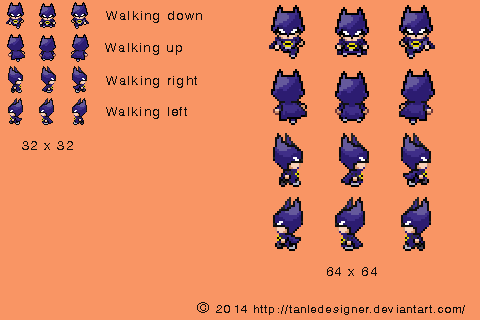 Walking down
Walking up
Walking right
Walking left
32 x 32
64 x 64
© 2014 http://tanledesigner.deviantart.com/